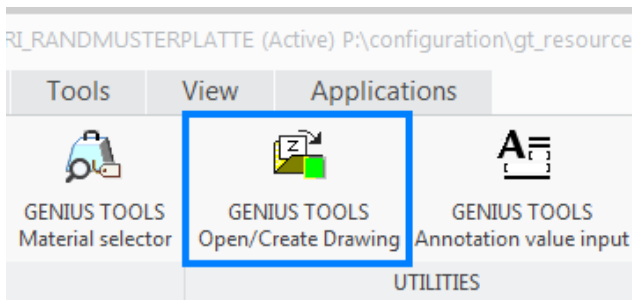 RI_RANDMUSTERPLATTE (Active) P:\configuration\gt_resource
Tools View Applications
GENIUS TOOLS
Material selector
GENIUS TOOLS
Open/Create Drawing
GENIUS TOOLS
Annotation value input
UTILITIES